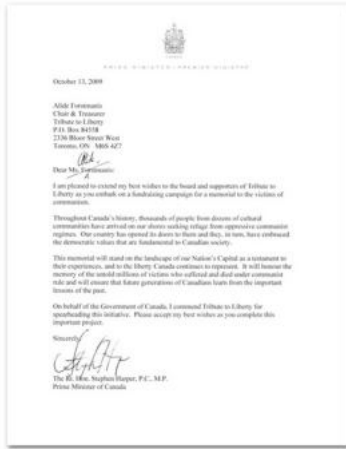 PRIME MINISTER · PREMIER MINISTRE
October 13, 2009
Alide Forstmanis
Chair & Treasurer
Tribute to Liberty
P.O. Box 84558
2336 Bloor Street West
Toronto, ON M6S 4Z7
Alide,
Dear Ms. Forstmanis:
I am pleased to extend my best wishes to the board and supporters of Tribute to
Liberty as you embark on a fundraising campaign for a memorial to the victims of
communism.
Throughout Canada's history, thousands of people from dozens of cultural
communities have arrived on our shores seeking refuge from oppressive communist
regimes. Our country has opened its doors to them and they, in turn, have embraced
the democratic values that are fundamental to Canadian society.
This memorial will stand on the landscape of our Nation's Capital as a testament to
their experiences, and to the liberty Canada continues to represent. It will honour the
memory of the untold millions of victims who suffered and died under communist
rule and will ensure that future generations of Canadians learn from the important
lessons of the past.
On behalf of the Government of Canada, I commend Tribute to Liberty for
spearheading this initiative. Please accept my best wishes as you complete this
important project.
Sincerely,
The Rt. Hon. Stephen Harper, P.C., M.P.
Prime Minister of Canada